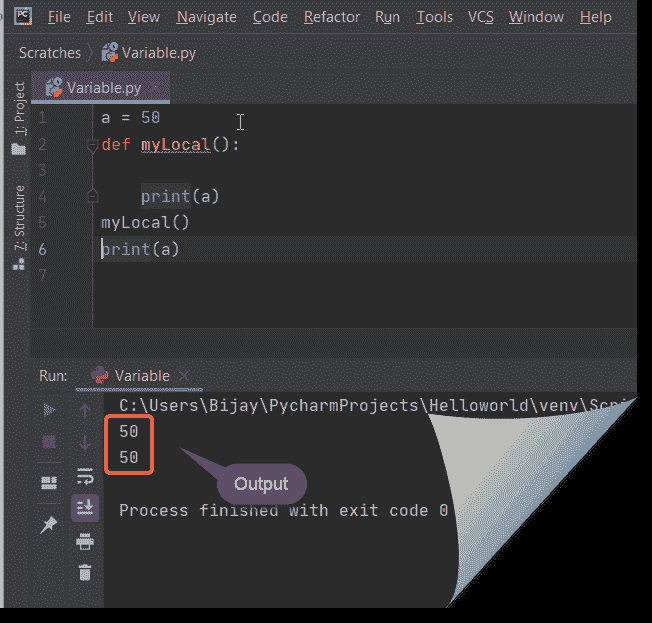 PC File Edit View Navigate Code Refactor Run Tools VCS Window Help
Scratches Variable.py
1: Project
7: Structure
Variable.py
1 a = 50
2 def myLocal():
3
4 print(a)
5 myLocal()
6 print(a)
7
Run: Variable
C:\Users\Bijay\PycharmProjects\Helloworld\venv\Scri
50
50
Output
Process finished with exit code 0